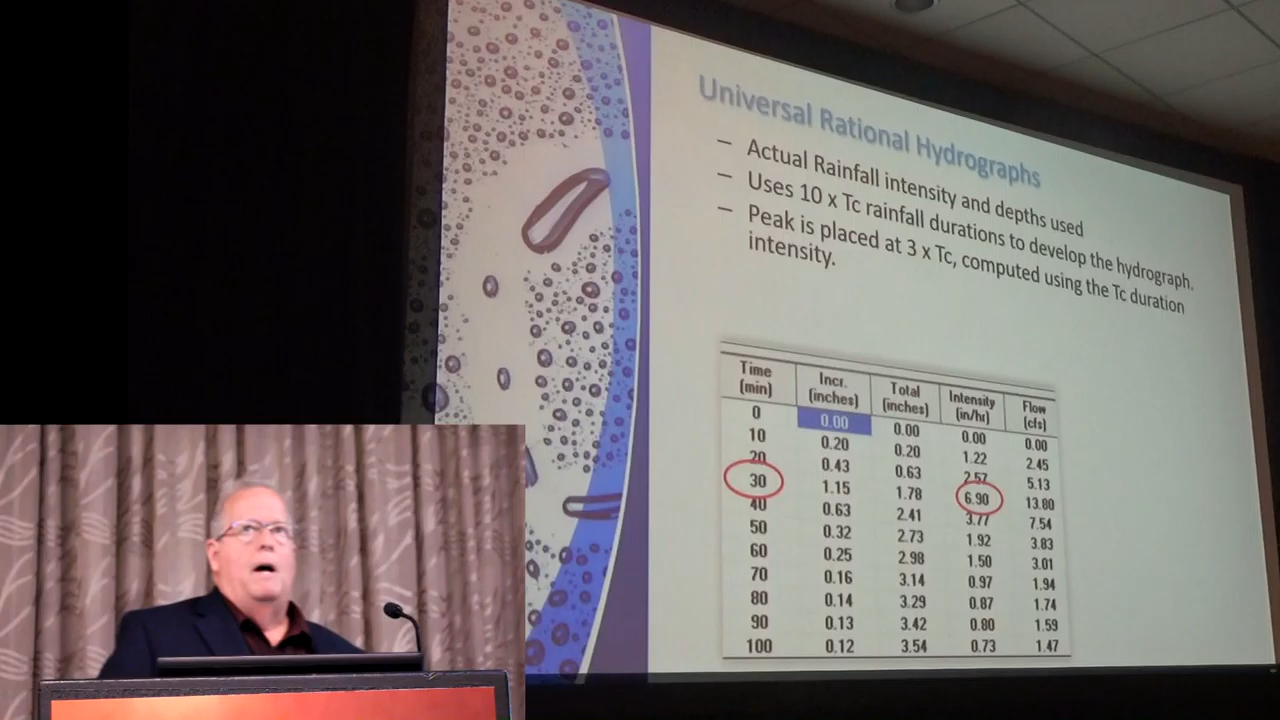 Universal Rational Hydrographs
– Actual Rainfall intensity and depths used
– Uses 10 x Tc rainfall durations to develop the hydrograph.
– Peak is placed at 3 x Tc, computed using the Tc duration
intensity.
Time (min) Incr. (inches) Total (inches) Intensity (in/hr) Flow (cfs)
0 0.00 0.00 0.00 0.00
10 0.20 0.20 1.22 2.45
20 0.43 0.63 2.57 5.13
30 1.15 1.78 6.90 13.80
40 0.63 2.41 3.77 7.54
50 0.32 2.73 1.92 3.83
60 0.25 2.98 1.50 3.01
70 0.16 3.14 0.97 1.94
80 0.14 3.29 0.87 1.74
90 0.13 3.42 0.80 1.59
100 0.12 3.54 0.73 1.47